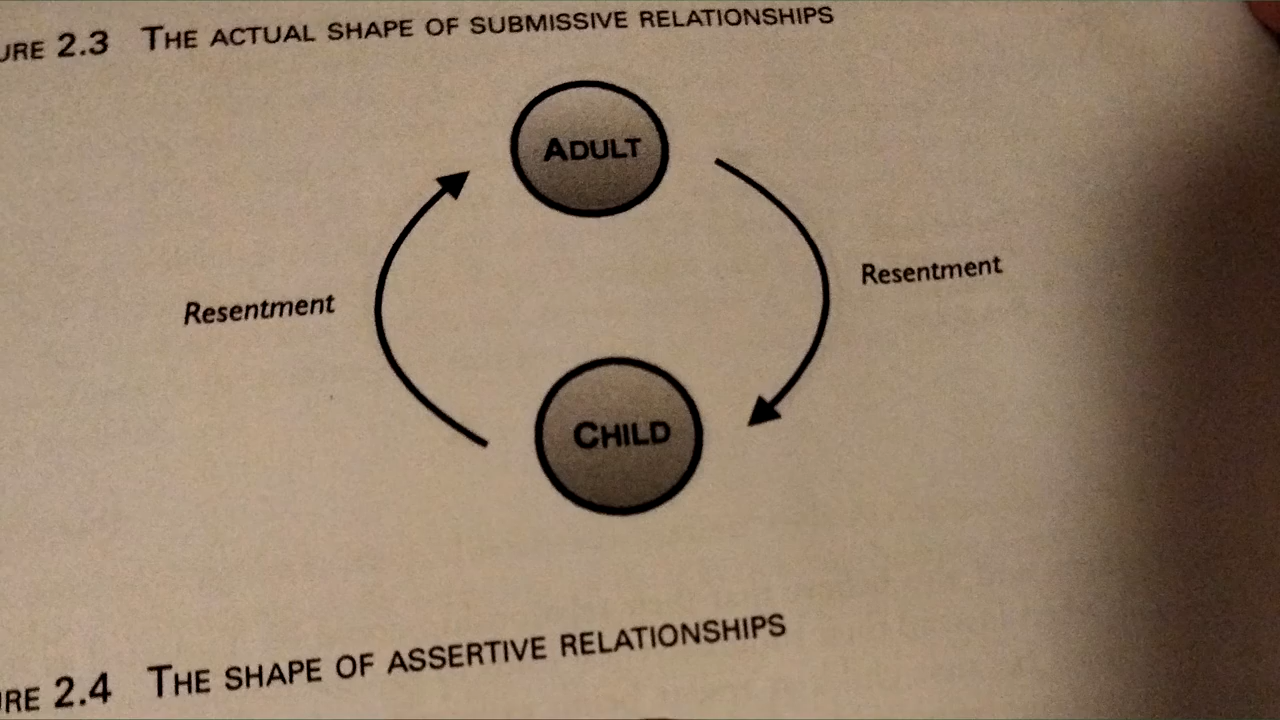 URE 2.3 THE ACTUAL SHAPE OF SUBMISSIVE RELATIONSHIPS
ADULT
Resentment
Resentment
CHILD
URE 2.4 THE SHAPE OF ASSERTIVE RELATIONSHIPS